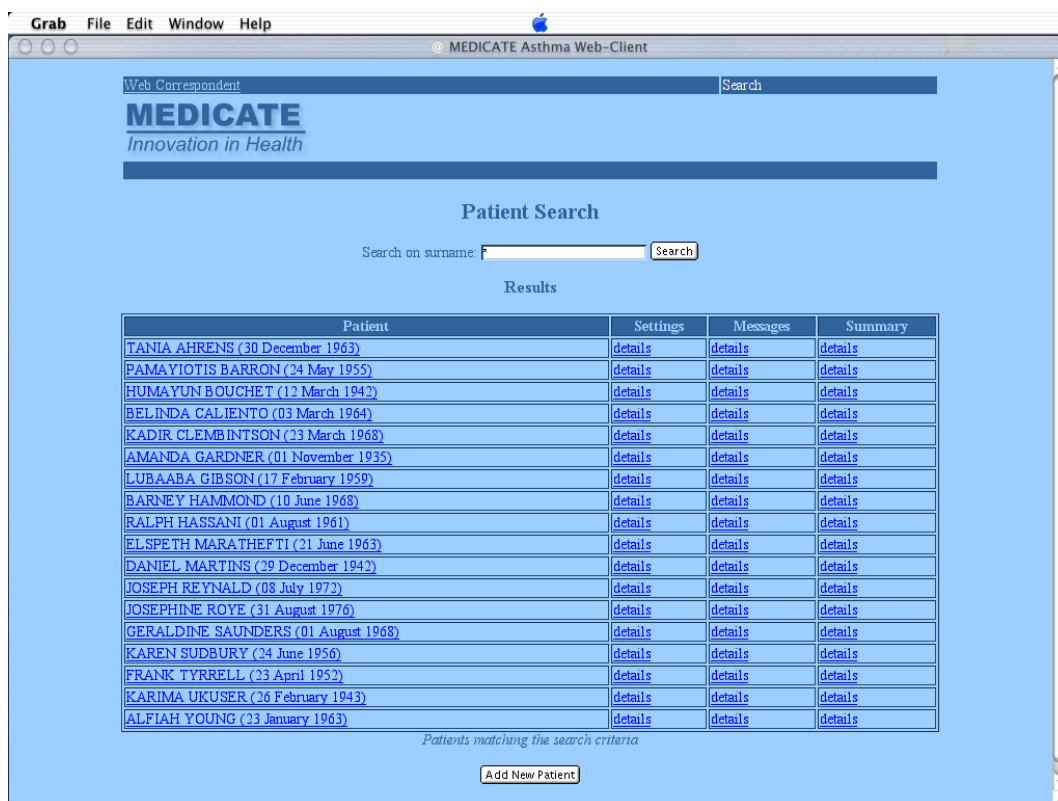 Grab File Edit Window Help
@ MEDICATE Asthma Web-Client
Web Correspondent Search
MEDICATE
Innovation in Health
Patient Search
Search on surname: * Search
Results
Patient Settings Messages Summary
TANIA AHRENS (30 December 1963) details details details
PAMAYIOTIS BARRON (24 May 1955) details details details
HUMAYUN BOUCHET (12 March 1942) details details details
BELINDA CALIENTO (03 March 1964) details details details
KADIR CLEMBINTSON (23 March 1968) details details details
AMANDA GARDNER (01 November 1935) details details details
LUBAABA GIBSON (17 February 1959) details details details
BARNEY HAMMOND (10 June 1968) details details details
RALPH HASSANI (01 August 1961) details details details
ELSPETH MARATHEFTI (21 June 1963) details details details
DANIEL MARTINS (29 December 1942) details details details
JOSEPH REYNALD (08 July 1972) details details details
JOSEPHINE ROYE (31 August 1976) details details details
GERALDINE SAUNDERS (01 August 1968) details details details
KAREN SUDBURY (24 June 1956) details details details
FRANK TYRRELL (23 April 1952) details details details
KARIMA UKUSER (26 February 1943) details details details
ALFIAH YOUNG (23 January 1963) details details details
Patients matching the search criteria
Add New Patient